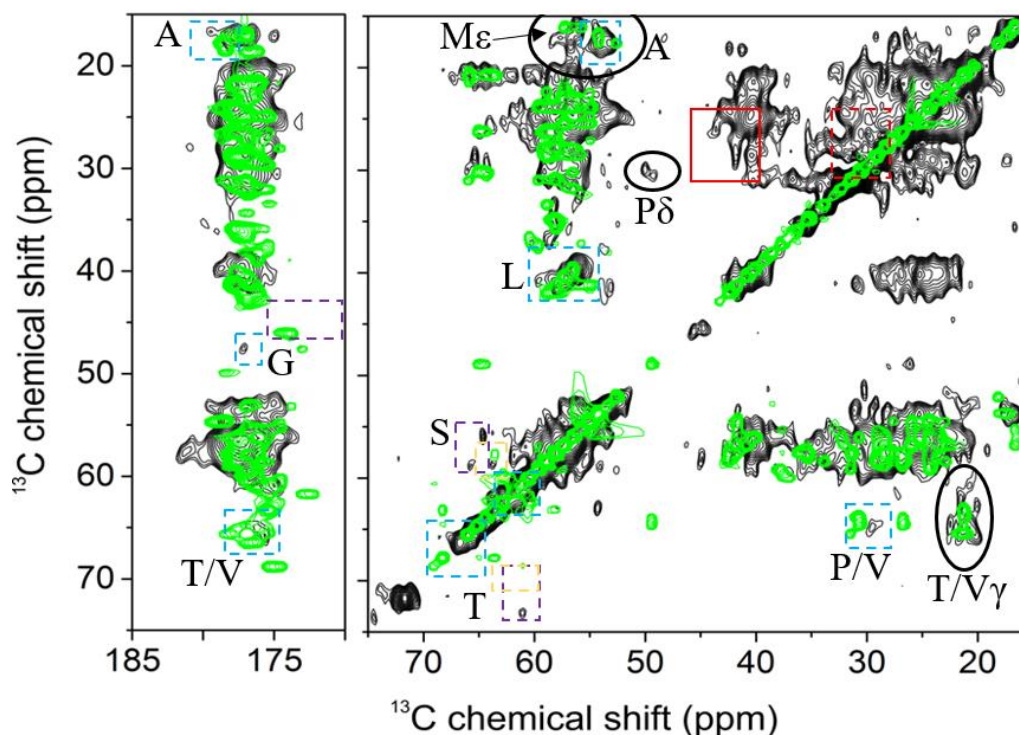 A
Mε
A
20
30
Pδ
40
L
G
50
S
60
T/V
T
P/V
T/Vγ
70
185 175 70 60 50 40 30 20
¹³C chemical shift (ppm)
¹³C chemical shift (ppm)